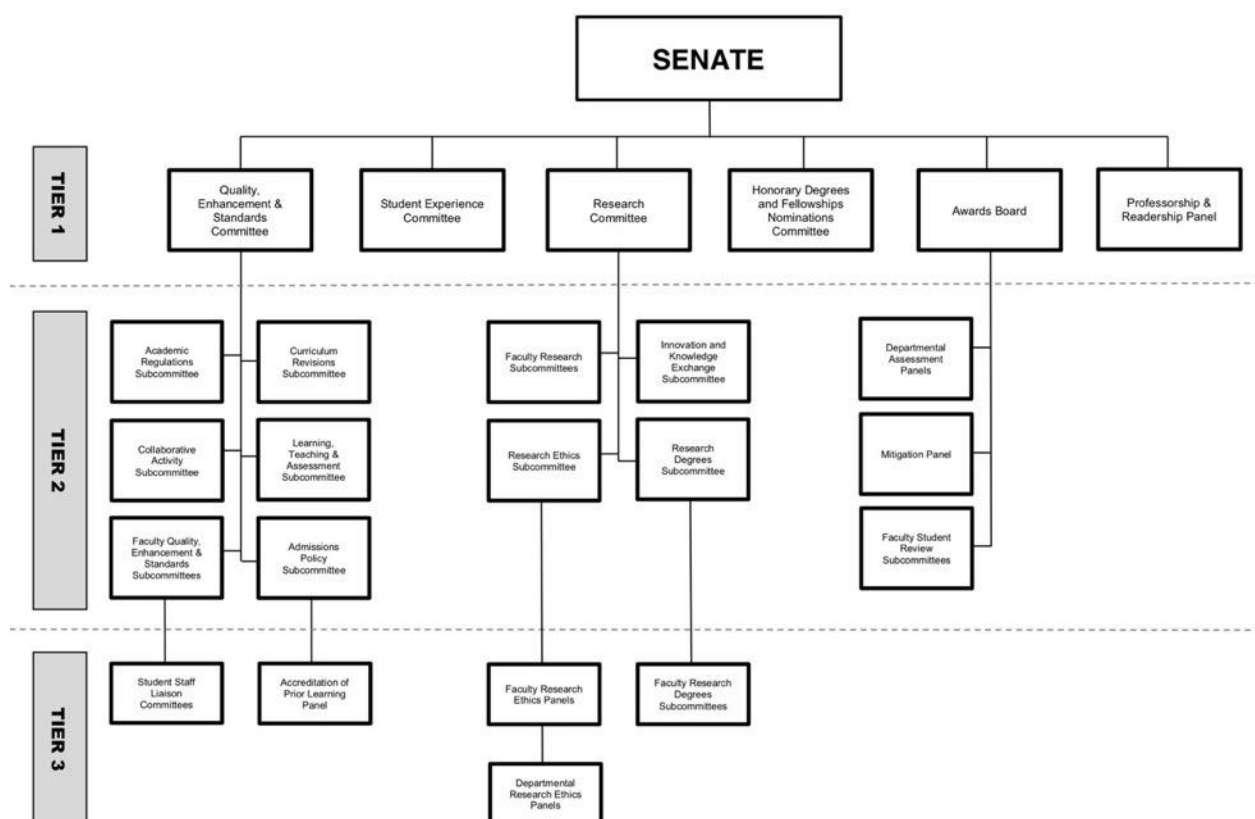 SENATE
TIER 1
Quality,
Enhancement &
Standards
Committee
Student Experience
Committee
Research
Committee
Honorary Degrees
and Fellowships
Nominations
Committee
Awards Board
Professorship &
Readership Panel
TIER 2
Academic
Regulations
Subcommittee
Curriculum
Revisions
Subcommittee
Faculty Research
Subcommittees
Innovation and
Knowledge
Exchange
Subcommittee
Departmental
Assessment
Panels
Collaborative
Activity
Subcommittee
Learning,
Teaching &
Assessment
Subcommittee
Research Ethics
Subcommittee
Research
Degrees
Subcommittee
Mitigation Panel
Faculty Quality,
Enhancement &
Standards
Subcommittees
Admissions
Policy
Subcommittee
Faculty Student
Review
Subcommittees
TIER 3
Student Staff
Liaison
Committees
Accreditation of
Prior Learning
Panel
Faculty Research
Ethics Panels
Faculty Research
Degrees
Subcommittees
Departmental
Research Ethics
Panels